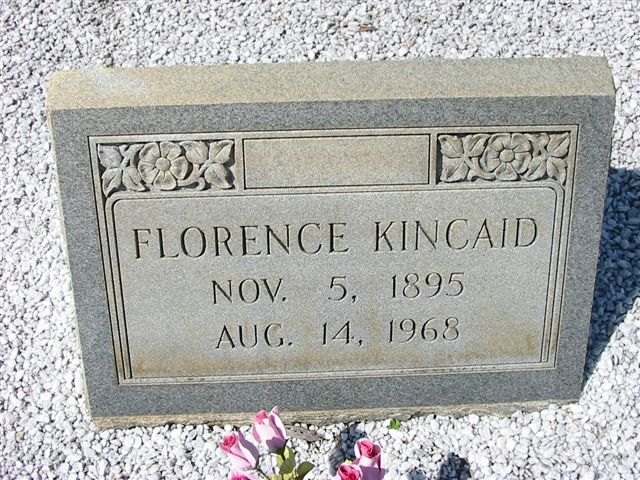 FLORENCE KINCAID
NOV. 5, 1895
AUG. 14, 1968